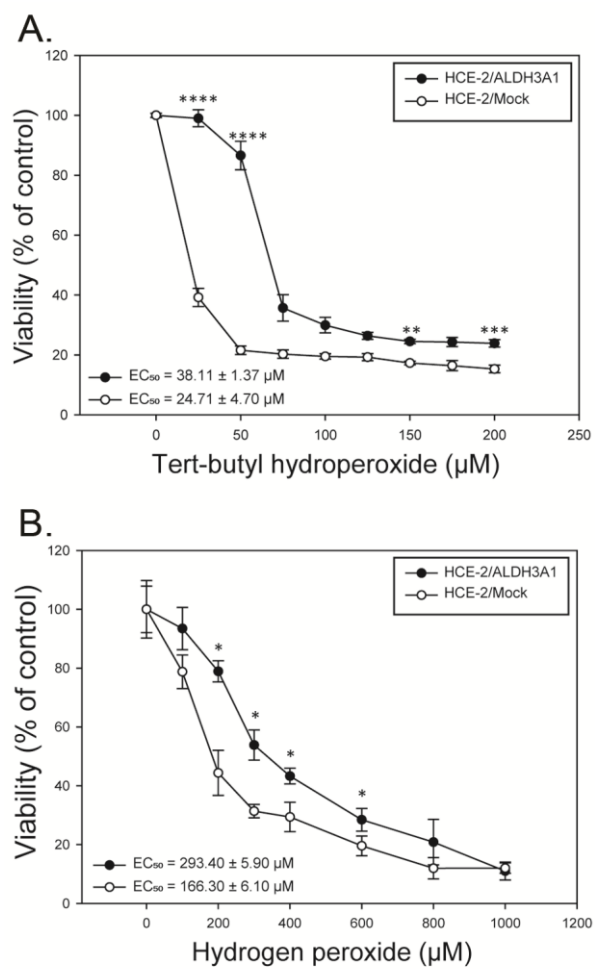 A.
HCE-2/ALDH3A1
HCE-2/Mock
**** **** ** ***
120
100
80
60
40
20
0
Viability (% of control)
EC₅₀ = 38.11 ± 1.37 µM
EC₅₀ = 24.71 ± 4.70 µM
0 50 100 150 200 250
Tert-butyl hydroperoxide (µM)
B.
HCE-2/ALDH3A1
HCE-2/Mock
* * * *
120
100
80
60
40
20
0
Viability (% of control)
EC₅₀ = 293.40 ± 5.90 µM
EC₅₀ = 166.30 ± 6.10 µM
0 200 400 600 800 1000 1200
Hydrogen peroxide (µM)